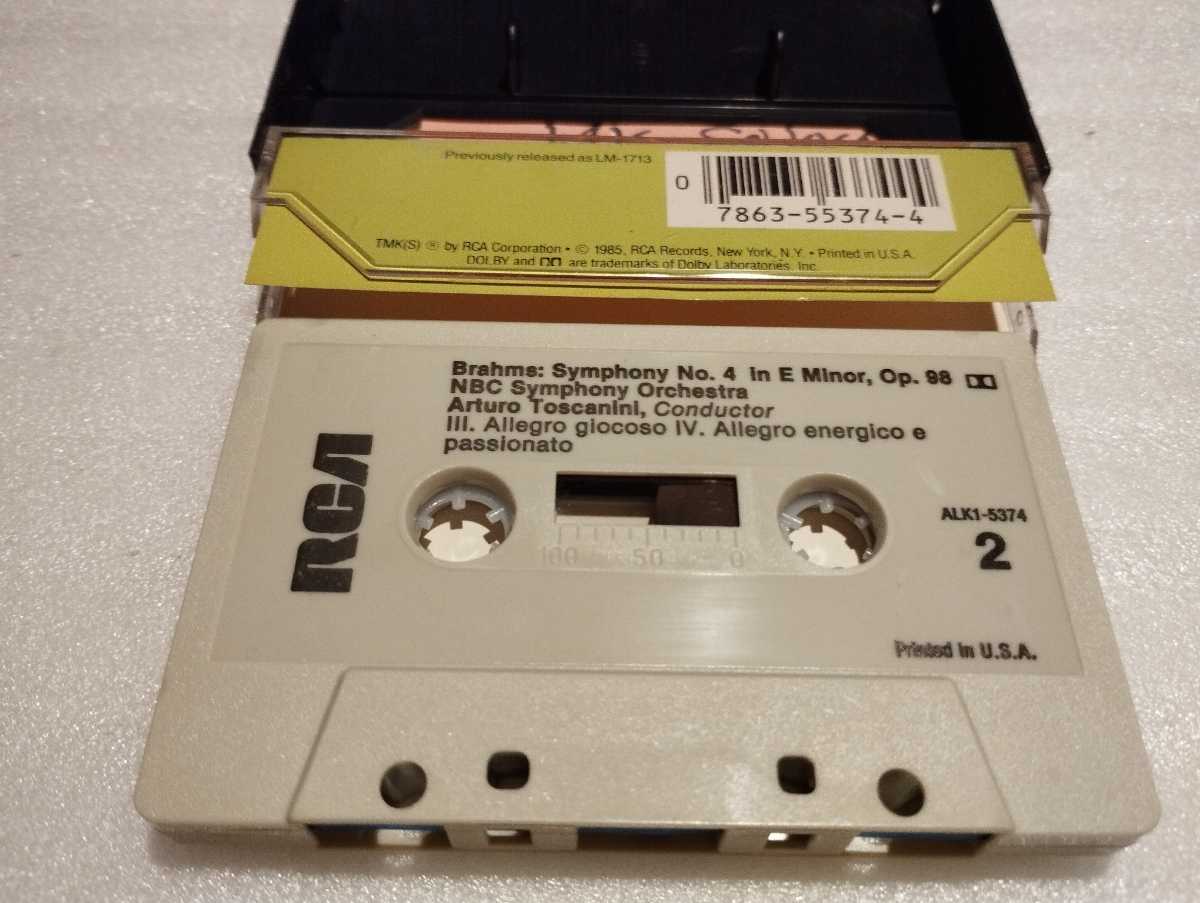 Previously released as LM-1713
0
7863-55374-4
TMK(S) ® by RCA Corporation • © 1985, RCA Records, New York, N.Y. • Printed in U.S.A.
DOLBY and are trademarks of Dolby Laboratories, Inc.
Brahms: Symphony No. 4 in E Minor, Op. 98
NBC Symphony Orchestra
Arturo Toscanini, Conductor
III. Allegro giocoso IV. Allegro energico e
passionato
RCA
100 50 0
ALK1-5374
2
Printed in U.S.A.